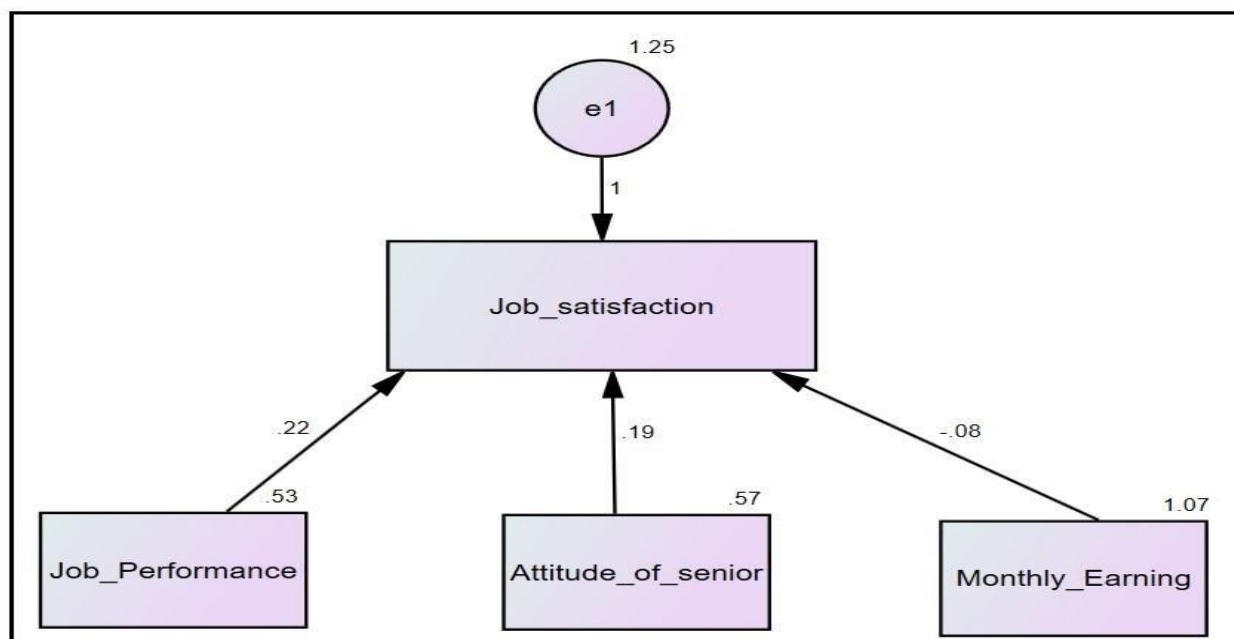 1.25
e1
1
Job_satisfaction
.22
.19
-.08
.53
.57
1.07
Job_Performance
Attitude_of_senior
Monthly_Earning